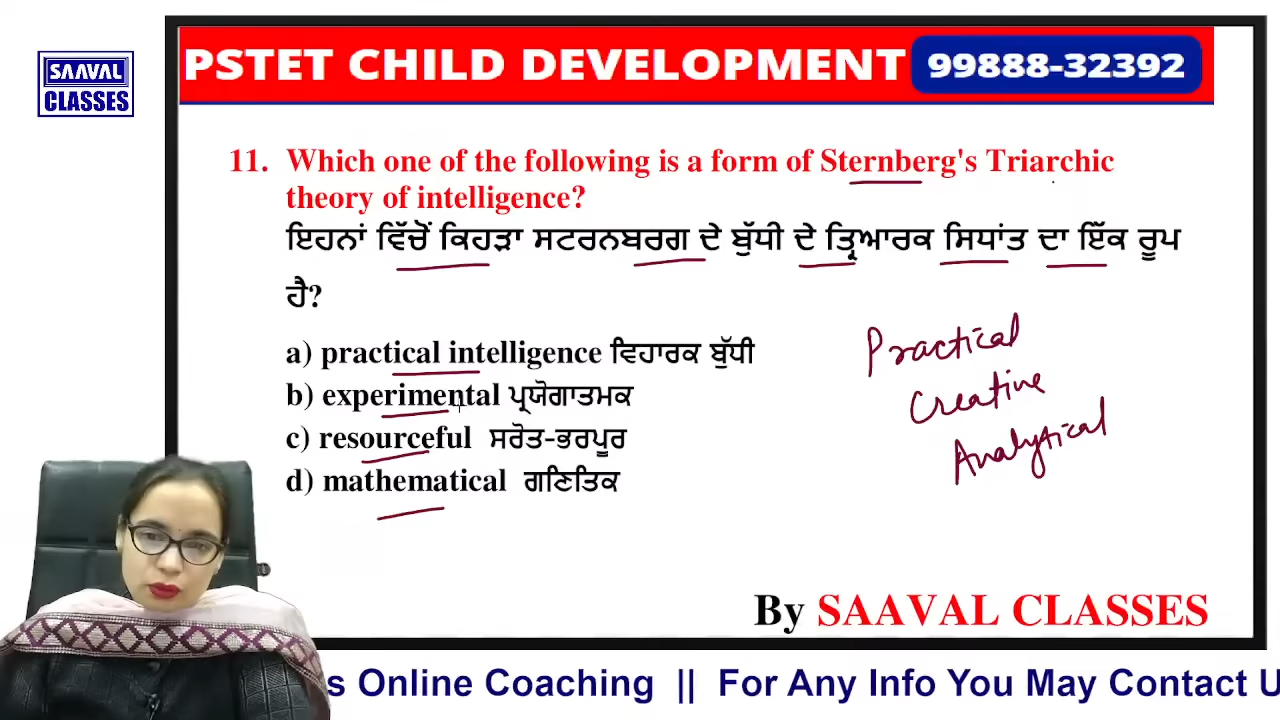 SAAVAL
CLASSES
PSTET CHILD DEVELOPMENT 99888-32392
11. Which one of the following is a form of Sternberg's Triarchic
theory of intelligence?
ਇਹਨਾਂ ਵਿੱਚੋਂ ਕਿਹੜਾ ਸਟਰਨਬਰਗ ਦੇ ਬੁੱਧੀ ਦੇ ਤ੍ਰਿਆਰਕ ਸਿਧਾਂਤ ਦਾ ਇੱਕ ਰੂਪ
ਹੈ?
a) practical intelligence ਵਿਹਾਰਕ ਬੁੱਧੀ
b) experimental ਪ੍ਰਯੋਗਾਤਮਕ
c) resourceful ਸਰੋਤ-ਭਰਪੂਰ
d) mathematical ਗਣਿਤਿਕ
Practical
Creative
Analytical
By SAAVAL CLASSES
s Online Coaching || For Any Info You May Contact U